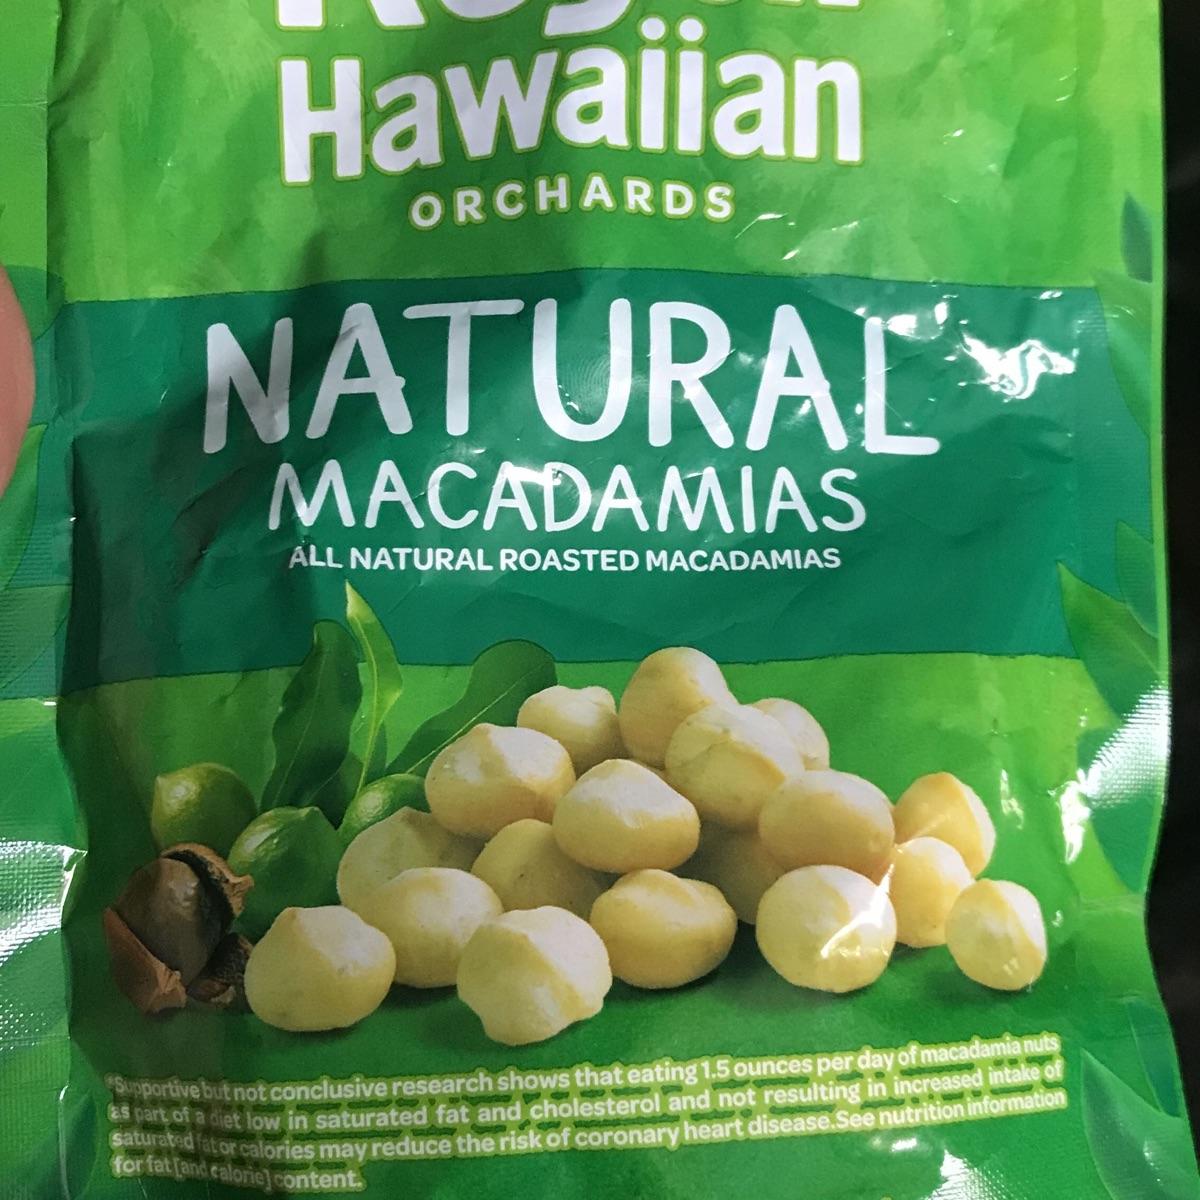 Hawaiian
ORCHARDS
NATURAL
MACADAMIAS
ALL NATURAL ROASTED MACADAMIAS
*Supportive but not conclusive research shows that eating 1.5 ounces per day of macadamia nuts
as part of a diet low in saturated fat and cholesterol and not resulting in increased intake of
saturated fat or calories may reduce the risk of coronary heart disease.See nutrition information
for fat [and calorie] content.